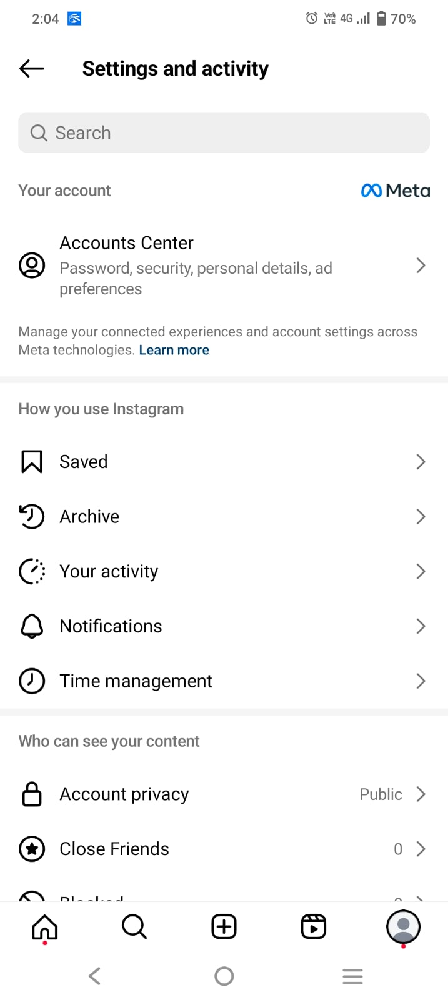 2:04 Vo) LTE 4G 70%
Settings and activity
Search
Your account Meta
Accounts Center
Password, security, personal details, ad
preferences
Manage your connected experiences and account settings across
Meta technologies. Learn more
How you use Instagram
Saved
Archive
Your activity
Notifications
Time management
Who can see your content
Account privacy Public
Close Friends 0